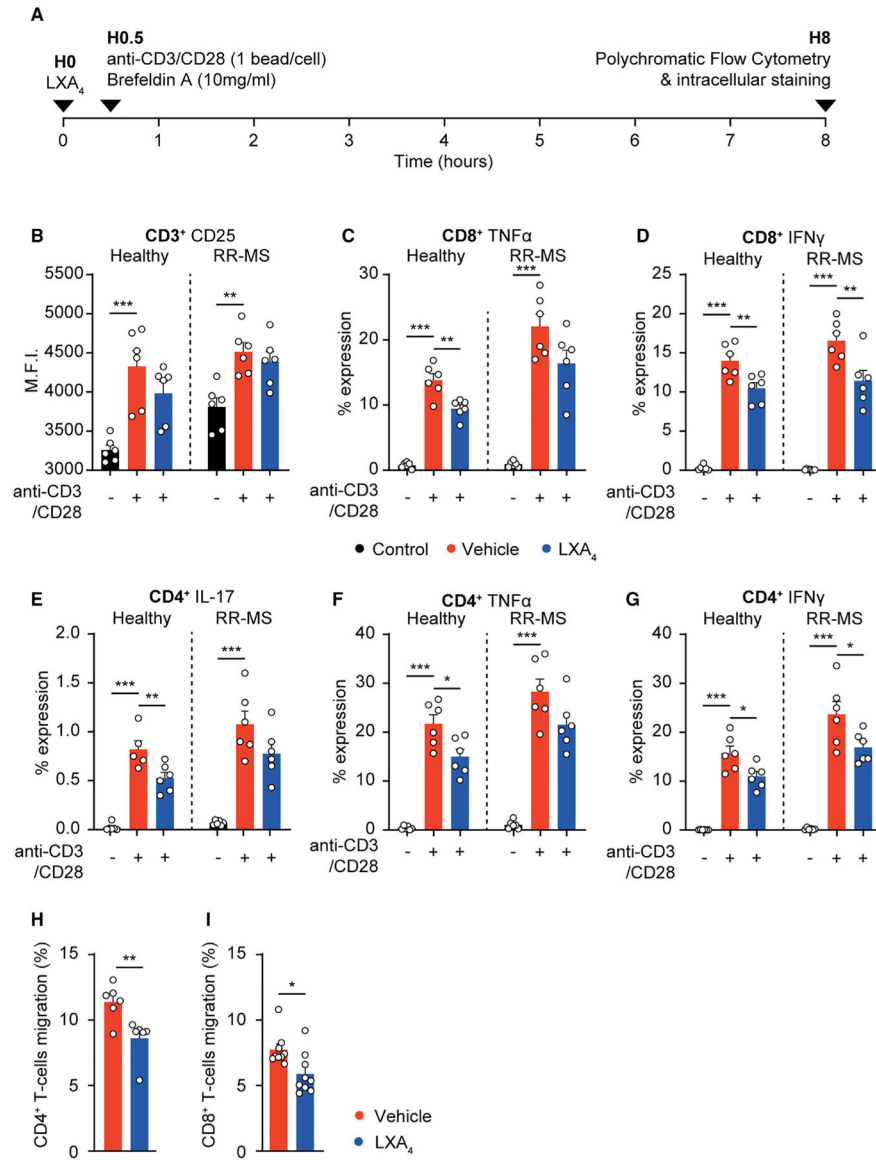 A
H0
LXA4
H0.5
anti-CD3/CD28 (1 bead/cell)
Brefeldin A (10mg/ml)
H8
Polychromatic Flow Cytometry
& intracellular staining
0 1 2 3 4 5 6 7 8
Time (hours)
B CD3+ CD25
Healthy RR-MS
M.F.I.
5500
5000
4500
4000
3500
3000
*** **
anti-CD3 /CD28 - + + - + +
C CD8+ TNFα
Healthy RR-MS
% expression
30
20
10
0
*** ** ***
anti-CD3 /CD28 - + + - + +
D CD8+ IFNγ
Healthy RR-MS
% expression
25
20
15
10
5
0
*** ** *** **
anti-CD3 /CD28 - + + - + +
Control Vehicle LXA4
E CD4+ IL-17
Healthy RR-MS
% expression
2.0
1.5
1.0
0.5
0.0
*** ** ***
anti-CD3 /CD28 - + + - + +
F CD4+ TNFα
Healthy RR-MS
% expression
40
30
20
10
0
*** * ***
anti-CD3 /CD28 - + + - + +
G CD4+ IFNγ
Healthy RR-MS
% expression
40
30
20
10
0
*** * *** *
anti-CD3 /CD28 - + + - + +
H
CD4+ T-cells migration (%)
15
10
5
0
**
I
CD8+ T-cells migration (%)
15
10
5
0
*
Vehicle
LXA4